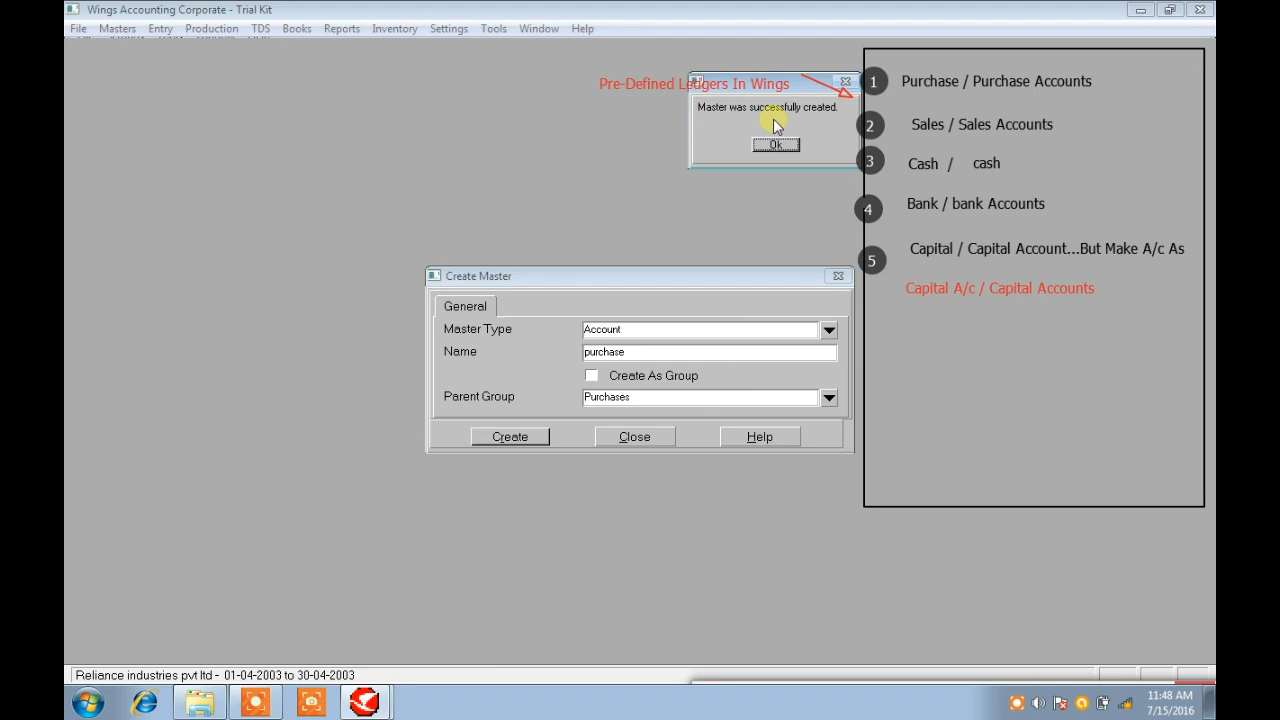 Wings Accounting Corporate - Trial Kit
File Masters Entry Production TDS Books Reports Inventory Settings Tools Window Help
Pre-Defined Ledgers In Wings
Master was successfully created.
Ok
1 Purchase / Purchase Accounts
2 Sales / Sales Accounts
3 Cash / cash
4 Bank / bank Accounts
5 Capital / Capital Account...But Make A/c As
Capital A/c / Capital Accounts
Create Master
General
Master Type Account
Name purchase
Create As Group
Parent Group Purchases
Create Close Help
Reliance industries pvt ltd - 01-04-2003 to 30-04-2003
11:48 AM
7/15/2016